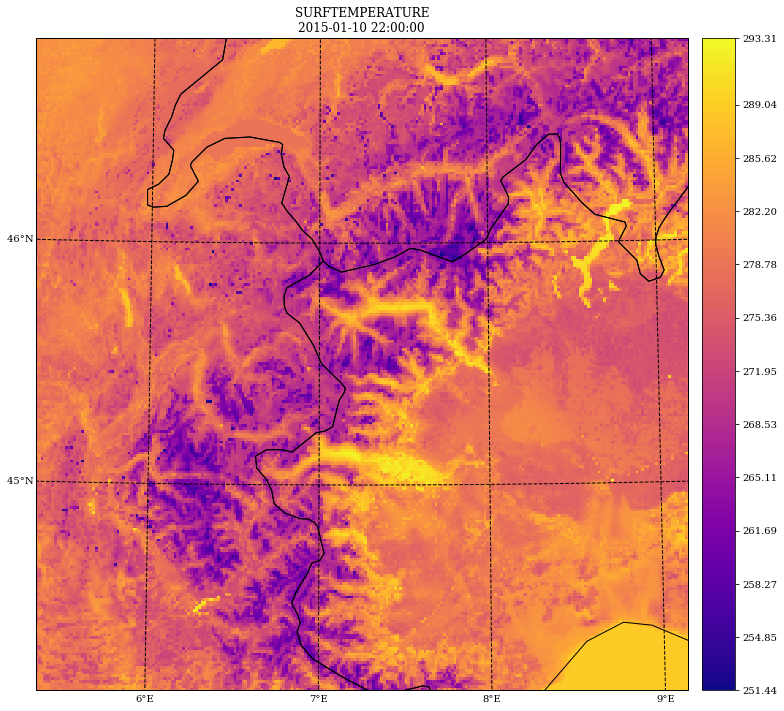 SURFTEMPERATURE
2015-01-10 22:00:00
293.31
289.04
285.62
282.20
278.78
275.36
271.95
268.53
265.11
261.69
258.27
254.85
251.44
46°N
45°N
6°E
7°E
8°E
9°E